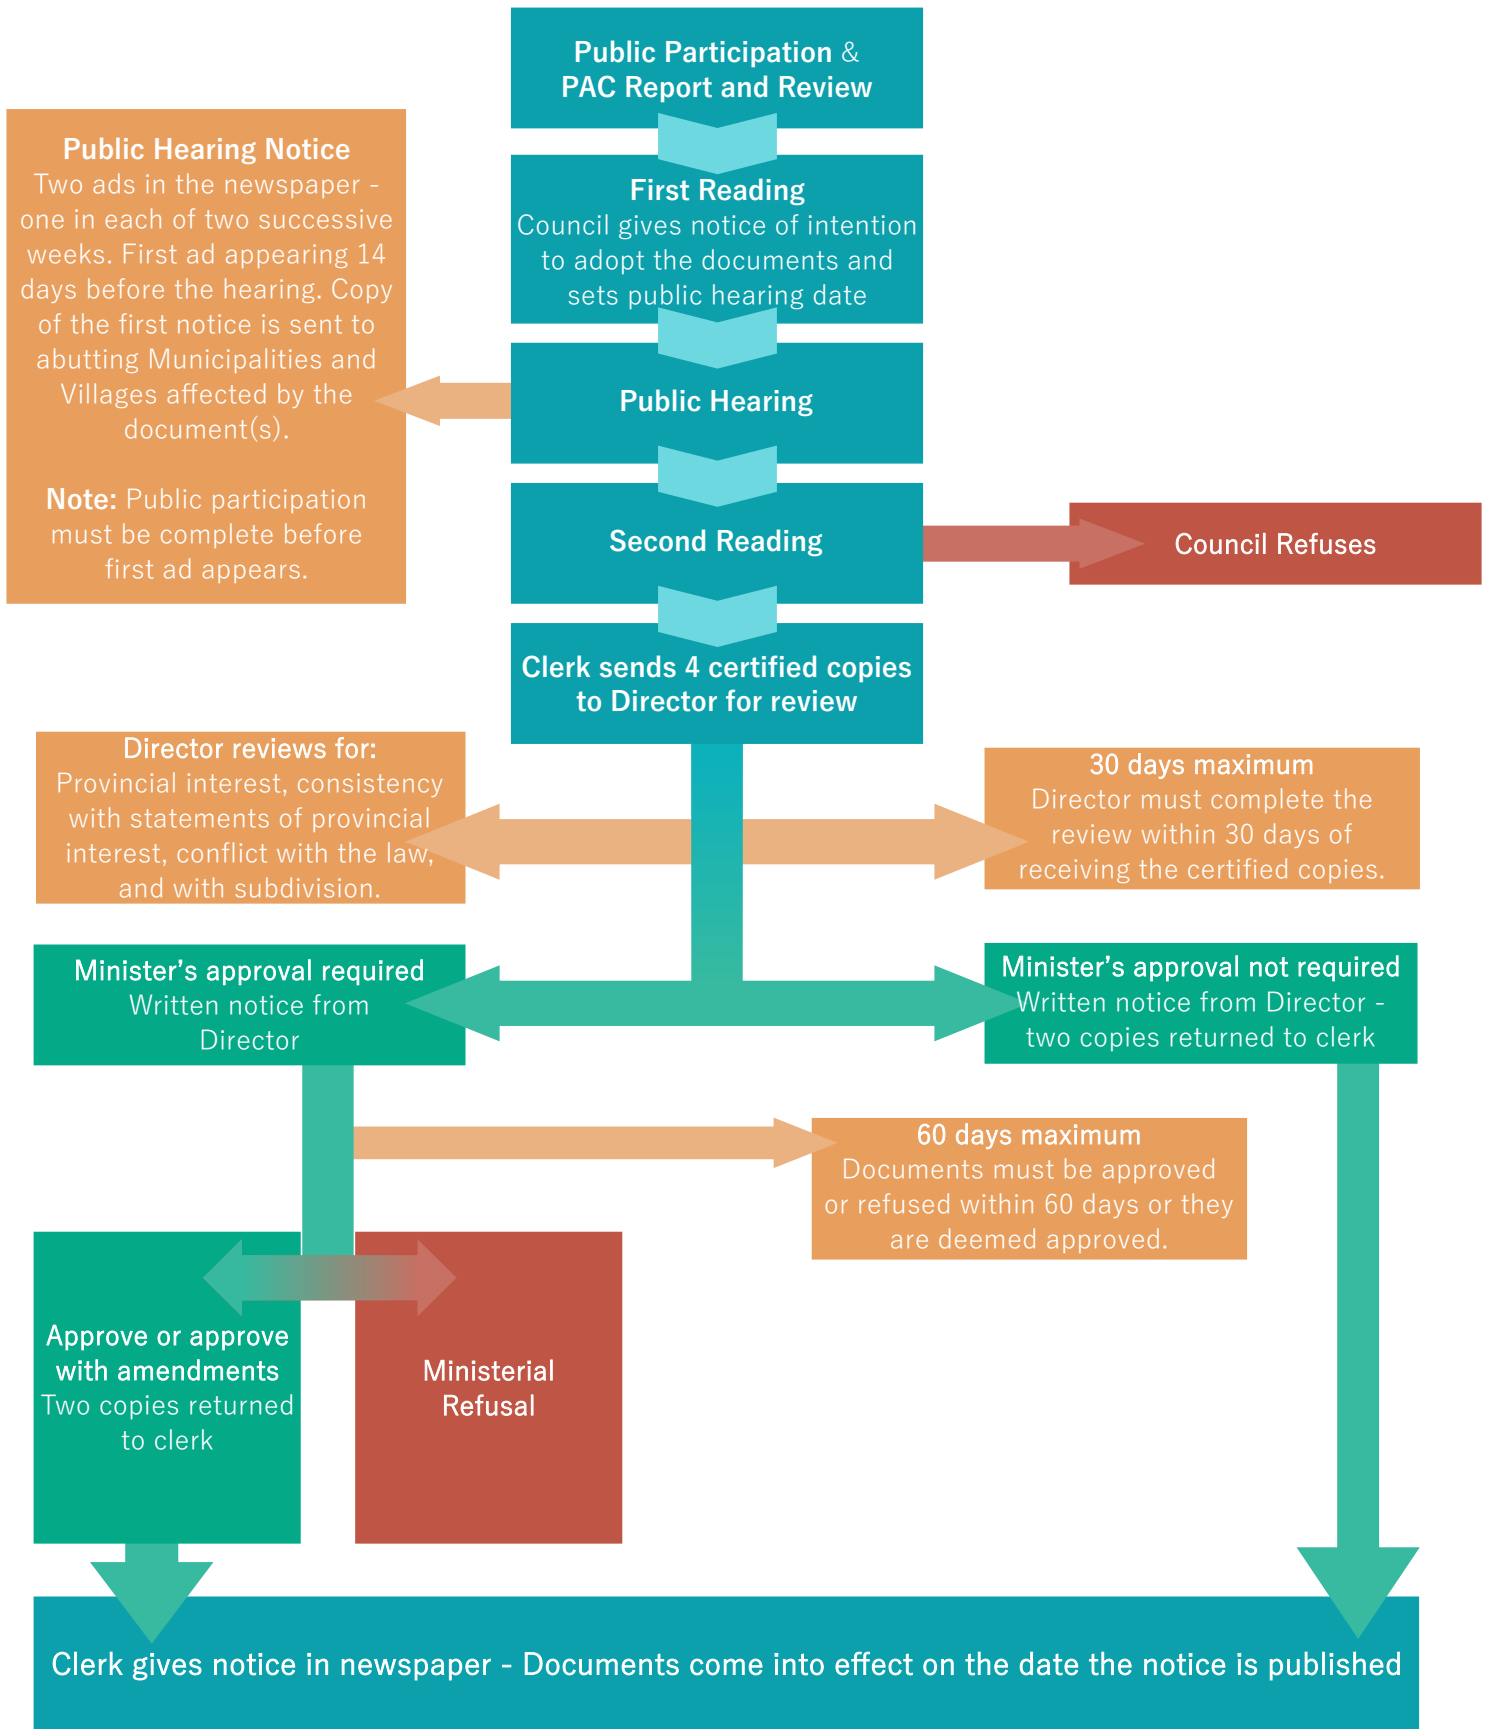 Public Participation &
PAC Report and Review
Public Hearing Notice
Two ads in the newspaper -
one in each of two successive
weeks. First ad appearing 14
days before the hearing. Copy
of the first notice is sent to
abutting Municipalities and
Villages affected by the
document(s).
Note: Public participation
must be complete before
first ad appears.
First Reading
Council gives notice of intention
to adopt the documents and
sets public hearing date
Public Hearing
Second Reading
Council Refuses
Clerk sends 4 certified copies
to Director for review
Director reviews for:
Provincial interest, consistency
with statements of provincial
interest, conflict with the law,
and with subdivision.
30 days maximum
Director must complete the
review within 30 days of
receiving the certified copies.
Minister’s approval required
Written notice from
Director
Minister’s approval not required
Written notice from Director -
two copies returned to clerk
60 days maximum
Documents must be approved
or refused within 60 days or they
are deemed approved.
Approve or approve
with amendments
Two copies returned
to clerk
Ministerial
Refusal
Clerk gives notice in newspaper - Documents come into effect on the date the notice is published